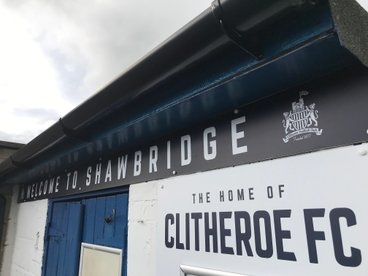 WELCOME TO SHAWBRIDGE
THE HOME OF
CLITHEROE FC